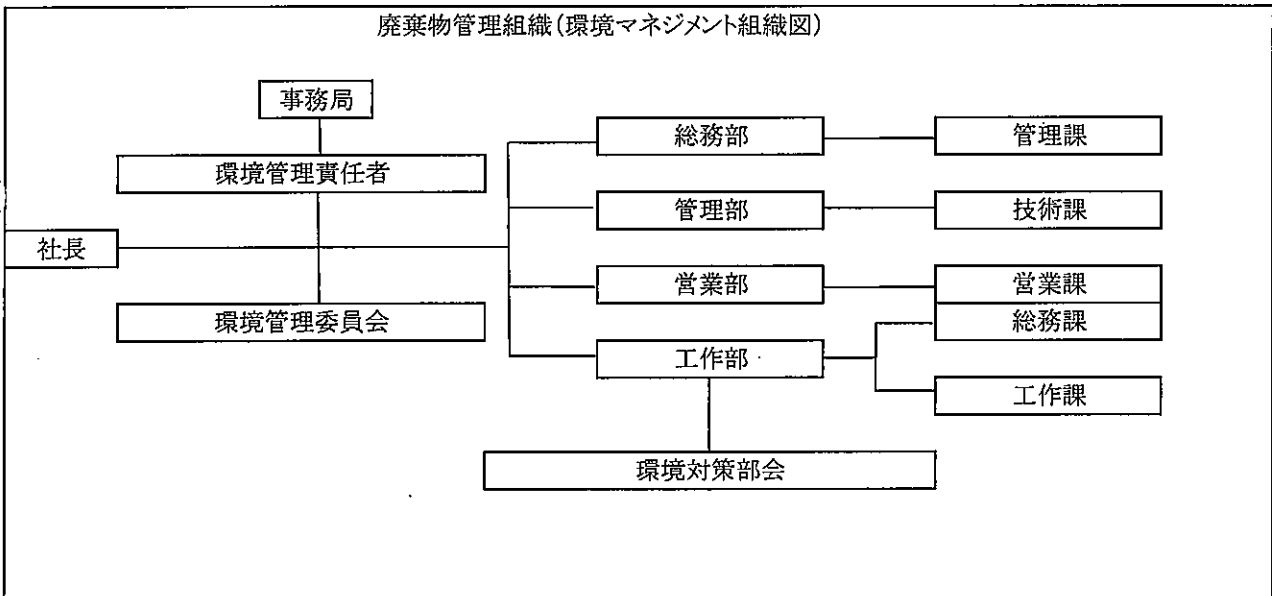 廃棄物管理組織(環境マネジメント組織図)
事務局
総務部
管理課
環境管理責任者
管理部
技術課
社長
営業部
営業課
環境管理委員会
総務課
工作部
工作課
環境対策部会